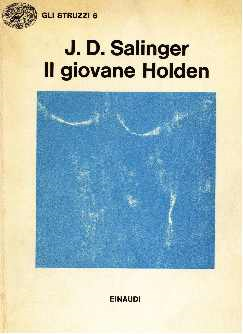 GLI STRUZZI 6
J. D. Salinger
Il giovane Holden
EINAUDI